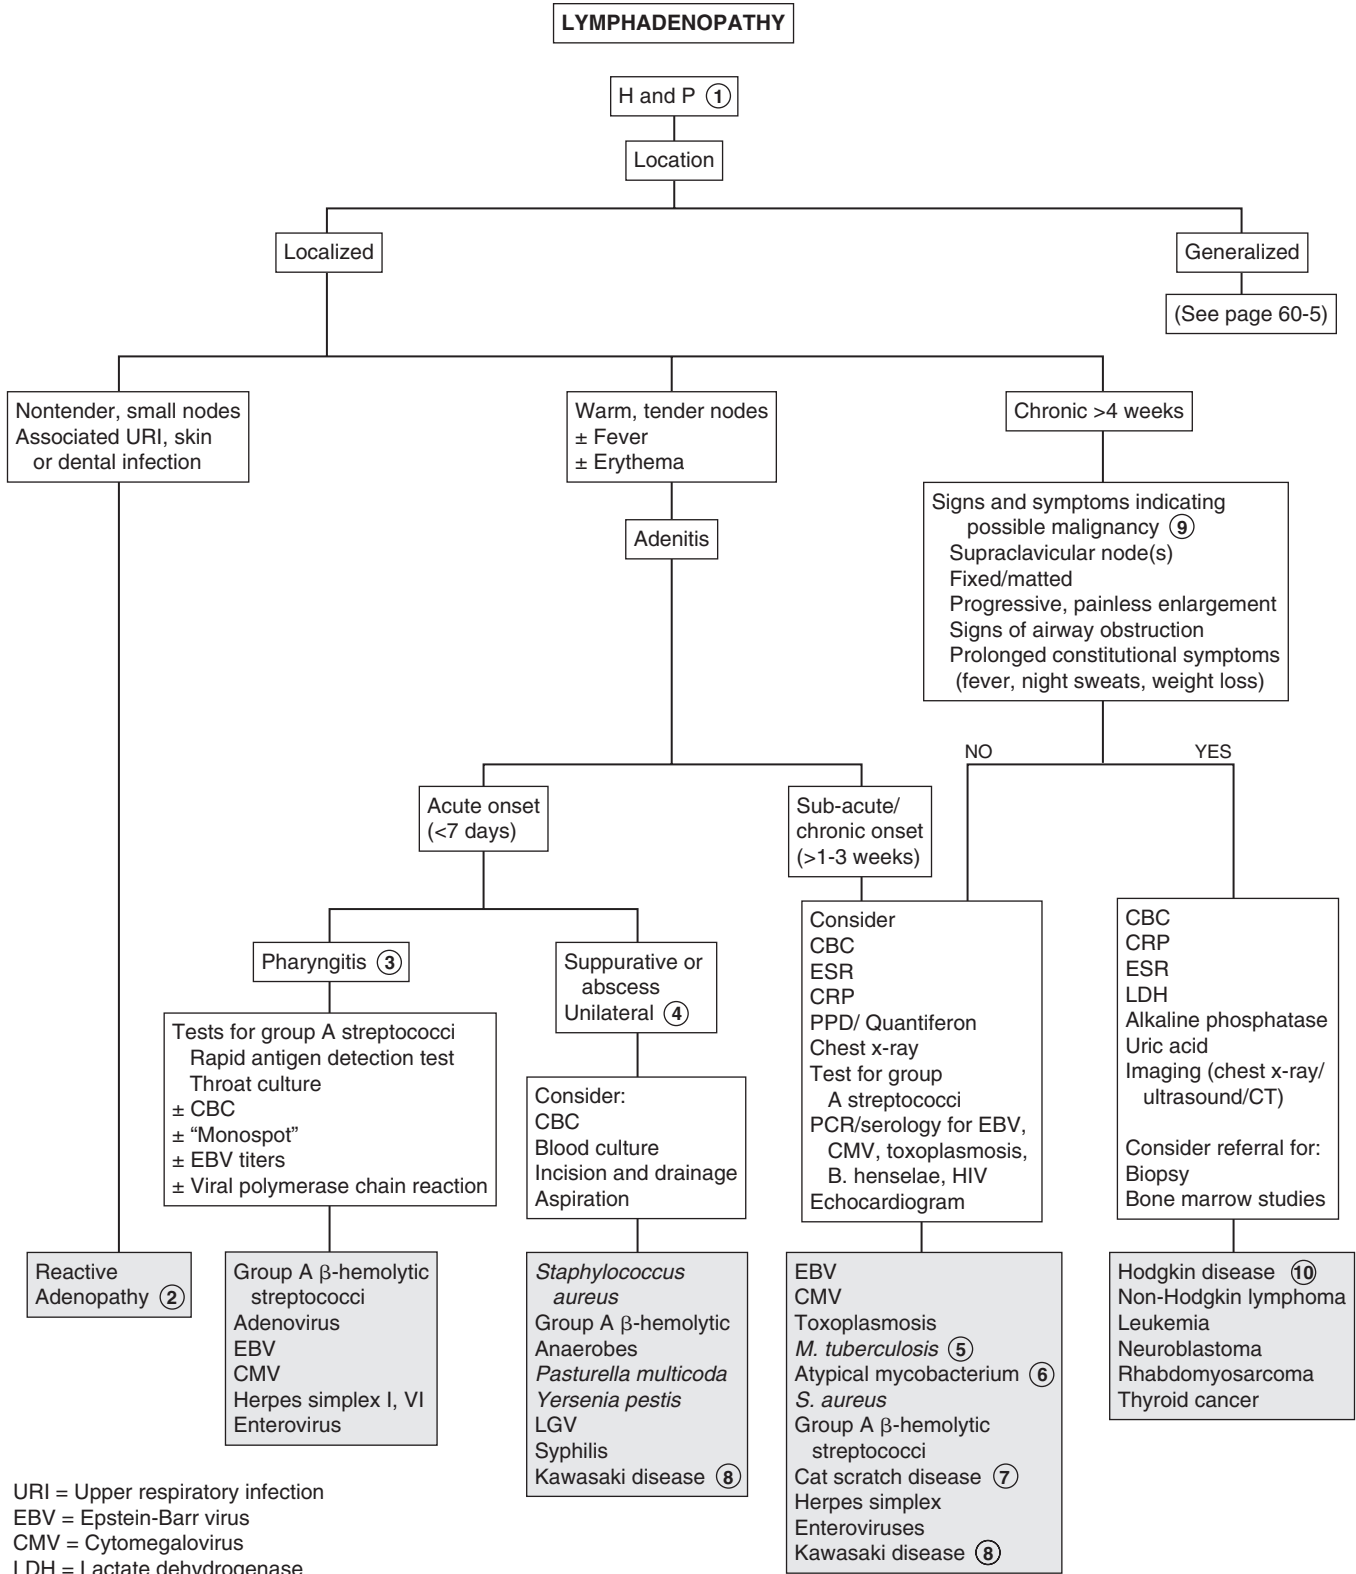 LYMPHADENOPATHY
H and P 1
Location
Localized
Generalized
(See page 60-5)
Nontender, small nodes
Associated URI, skin
or dental infection
Warm, tender nodes
± Fever
± Erythema
Chronic >4 weeks
Adenitis
Signs and symptoms indicating
possible malignancy 9
Supraclavicular node(s)
Fixed/matted
Progressive, painless enlargement
Signs of airway obstruction
Prolonged constitutional symptoms
(fever, night sweats, weight loss)
NO
YES
Acute onset
(<7 days)
Sub-acute/
chronic onset
(>1-3 weeks)
Pharyngitis 3
Suppurative or
abscess
Unilateral 4
Tests for group A streptococci
Rapid antigen detection test
Throat culture
± CBC
± “Monospot”
± EBV titers
± Viral polymerase chain reaction
Consider:
CBC
Blood culture
Incision and drainage
Aspiration
Consider
CBC
ESR
CRP
PPD/ Quantiferon
Chest x-ray
Test for group
A streptococci
PCR/serology for EBV,
CMV, toxoplasmosis,
B. henselae, HIV
Echocardiogram
CBC
CRP
ESR
LDH
Alkaline phosphatase
Uric acid
Imaging (chest x-ray/
ultrasound/CT)
Consider referral for:
Biopsy
Bone marrow studies
Reactive
Adenopathy 2
Group A β-hemolytic
streptococci
Adenovirus
EBV
CMV
Herpes simplex I, VI
Enterovirus
Staphylococcus
aureus
Group A β-hemolytic
Anaerobes
Pasturella multicoda
Yersenia pestis
LGV
Syphilis
Kawasaki disease 8
EBV
CMV
Toxoplasmosis
M. tuberculosis 5
Atypical mycobacterium 6
S. aureus
Group A β-hemolytic
streptococci
Cat scratch disease 7
Herpes simplex
Enteroviruses
Kawasaki disease 8
Hodgkin disease 10
Non-Hodgkin lymphoma
Leukemia
Neuroblastoma
Rhabdomyosarcoma
Thyroid cancer
URI = Upper respiratory infection
EBV = Epstein-Barr virus
CMV = Cytomegalovirus
LDH = Lactate dehydrogenase